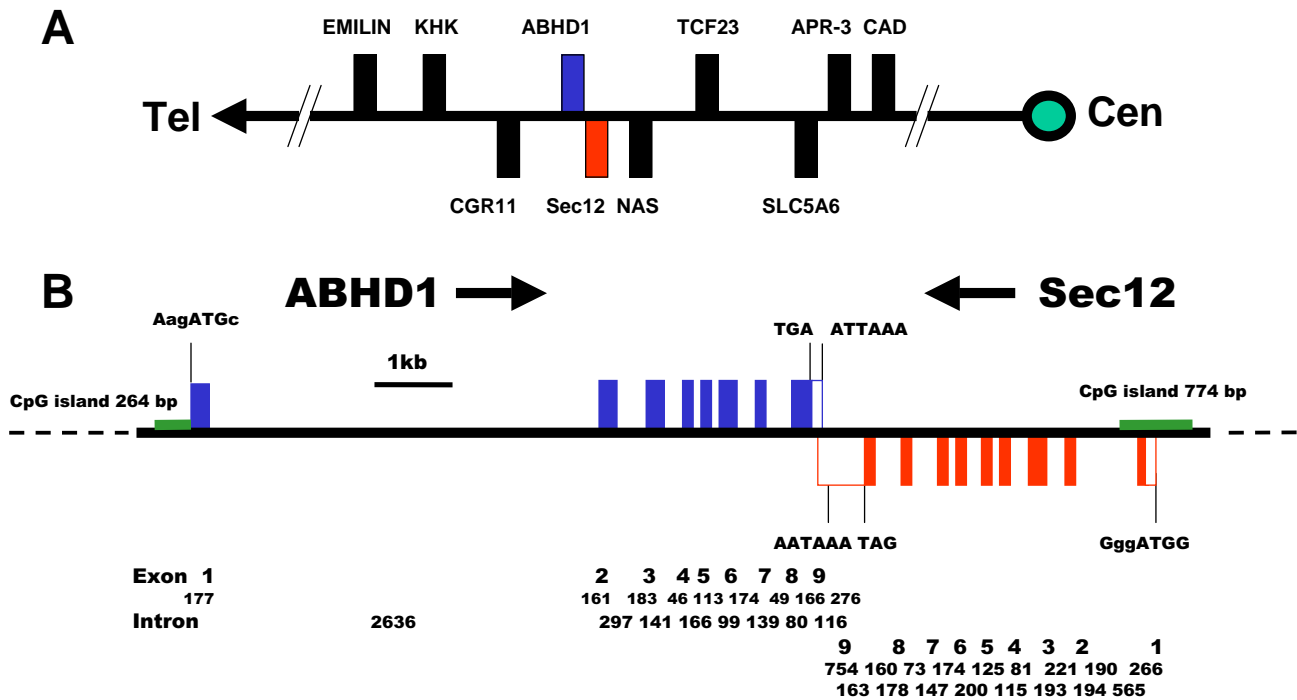 A
EMILIN KHK ABHD1 TCF23 APR-3 CAD
Tel Cen
CGR11 Sec12 NAS SLC5A6
B
ABHD1 Sec12
AagATGc TGA ATTAAA
1kb
CpG island 264 bp CpG island 774 bp
AATAAA TAG GggATGG
Exon 1 2 3 4 5 6 7 8 9
177 161 183 46 113 174 49 166 276
Intron 2636 297 141 166 99 139 80 116
9 8 7 6 5 4 3 2 1
754 160 73 174 125 81 221 190 266
163 178 147 200 115 193 194 565